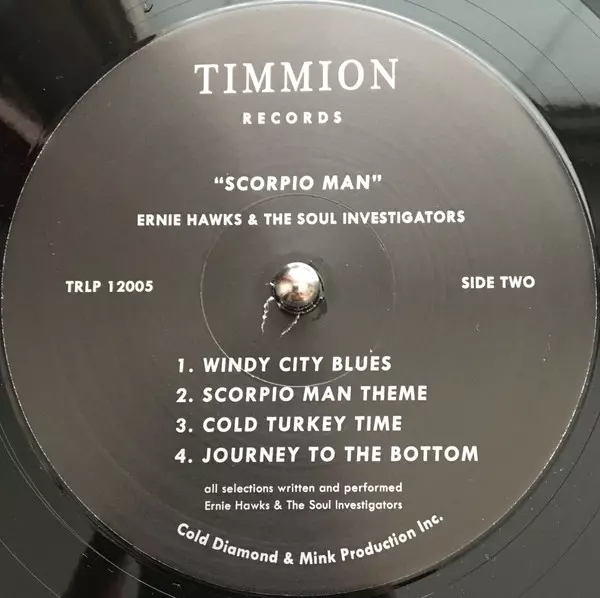 TIMMION
RECORDS
“SCORPIO MAN”
ERNIE HAWKS & THE SOUL INVESTIGATORS
TRLP 12005
SIDE TWO
1. WINDY CITY BLUES
2. SCORPIO MAN THEME
3. COLD TURKEY TIME
4. JOURNEY TO THE BOTTOM
all selections written and performed
Ernie Hawks & The Soul Investigators
Cold Diamond & Mink Production Inc.